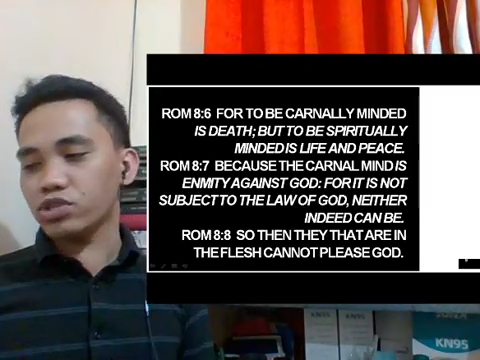 ROM 8:6 FOR TO BE CARNALLY MINDED
IS DEATH; BUT TO BE SPIRITUALLY
MINDED IS LIFE AND PEACE.
ROM 8:7 BECAUSE THE CARNAL MIND IS
ENMITY AGAINST GOD: FOR IT IS NOT
SUBJECT TO THE LAW OF GOD, NEITHER
INDEED CAN BE.
ROM 8:8 SO THEN THEY THAT ARE IN
THE FLESH CANNOT PLEASE GOD.
KN95
KN95